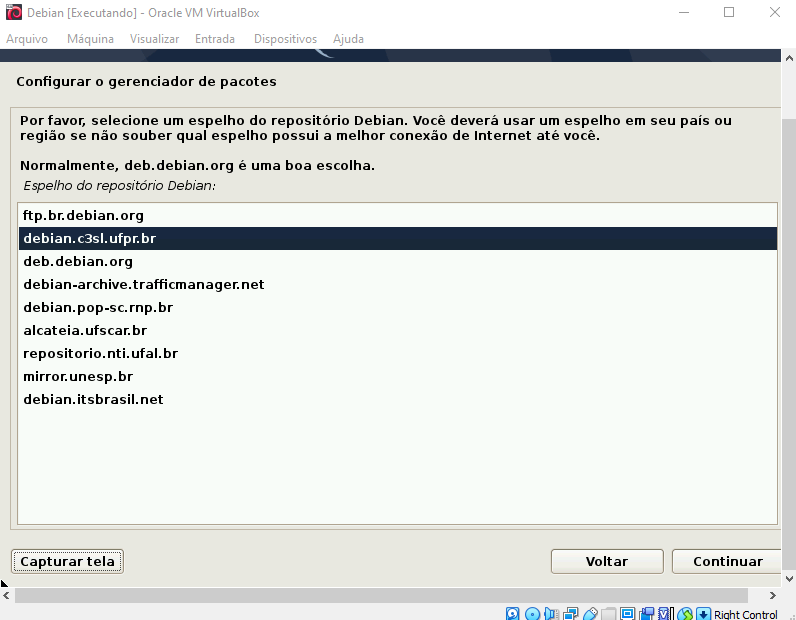 Debian [Executando] - Oracle VM VirtualBox
Arquivo Máquina Visualizar Entrada Dispositivos Ajuda
Configurar o gerenciador de pacotes
Por favor, selecione um espelho do repositório Debian. Você deverá usar um espelho em seu país ou
região se não souber qual espelho possui a melhor conexão de Internet até você.
Normalmente, deb.debian.org é uma boa escolha.
Espelho do repositório Debian:
ftp.br.debian.org
debian.c3sl.ufpr.br
deb.debian.org
debian-archive.trafficmanager.net
debian.pop-sc.rnp.br
alcateia.ufscar.br
repositorio.nti.ufal.br
mirror.unesp.br
debian.itsbrasil.net
Capturar tela Voltar Continuar
Right Control